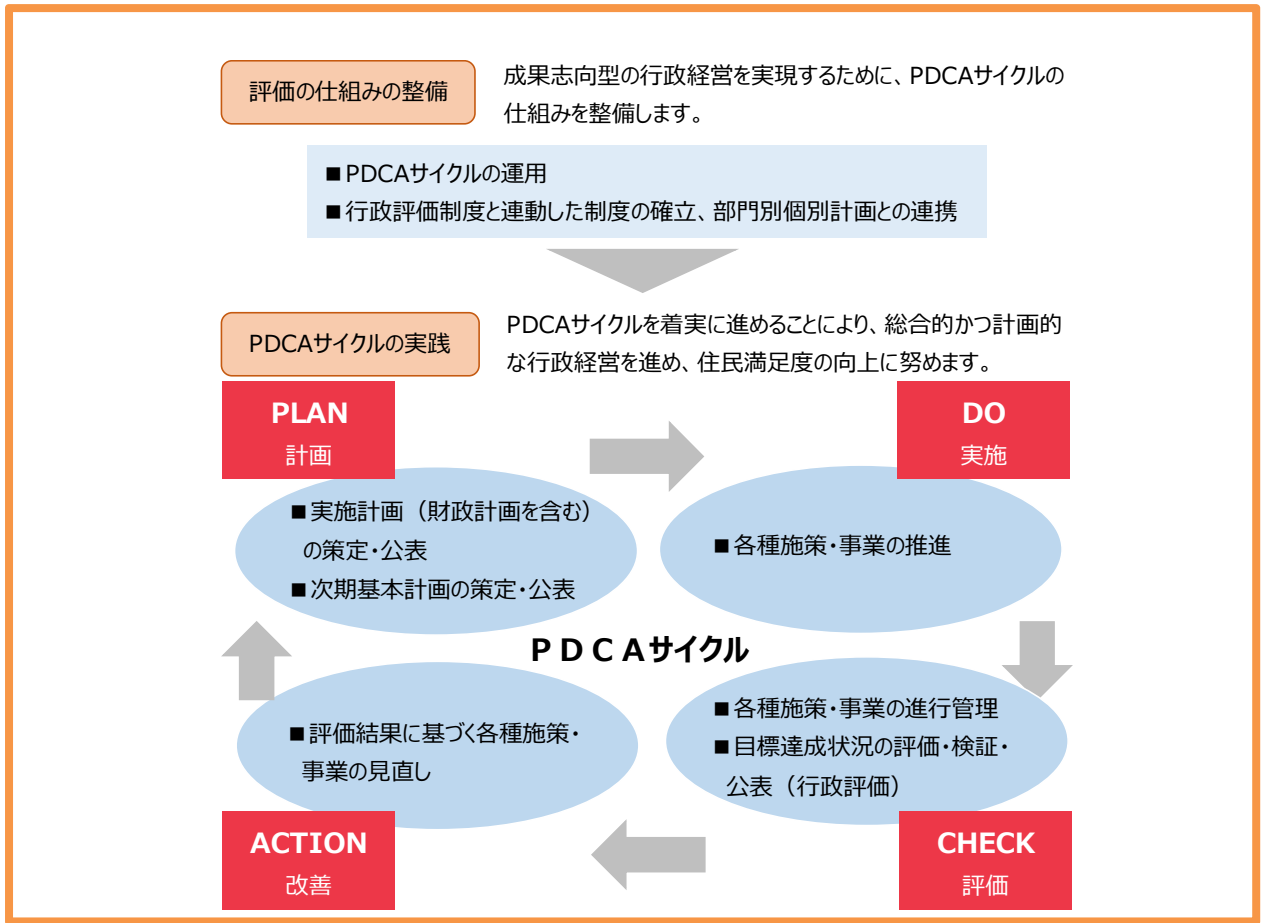 評価の仕組みの整備
成果志向型の行政経営を実現するために、PDCAサイクルの
仕組みを整備します。
■PDCAサイクルの運用
■行政評価制度と連動した制度の確立、部門別個別計画との連携
PDCAサイクルの実践
PDCAサイクルを着実に進めることにより、総合的かつ計画的
な行政経営を進め、住民満足度の向上に努めます。
PLAN
計画
■実施計画（財政計画を含む）
の策定・公表
■次期基本計画の策定・公表
DO
実施
■各種施策・事業の推進
ＰＤＣＡサイクル
■評価結果に基づく各種施策・
事業の見直し
ACTION
改善
■各種施策・事業の進行管理
■目標達成状況の評価・検証・
公表（行政評価）
CHECK
評価